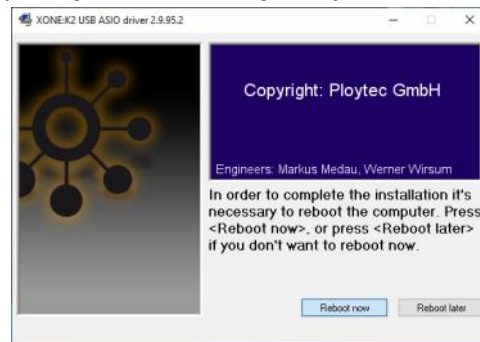 XONE:K2 USB ASIO driver 2.9.95.2
Copyright: Ploytec GmbH
Engineers: Markus Medau, Werner Wirsum
In order to complete the installation it's
necessary to reboot the computer. Press
<Reboot now>, or press <Reboot later>
if you don't want to reboot now.
Reboot now
Reboot later